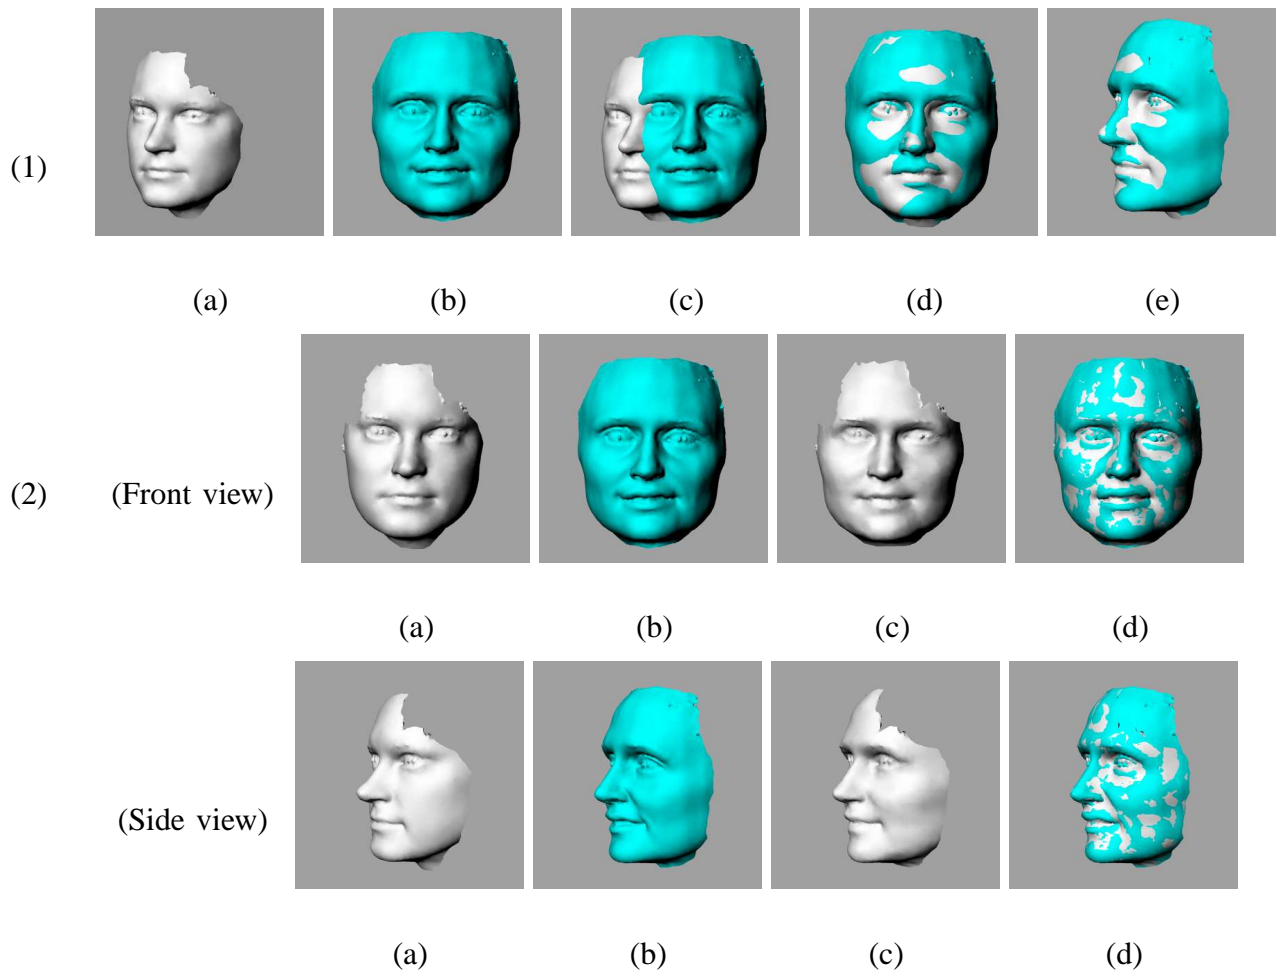 (1)
(a) (b) (c) (d) (e)
(2) (Front view)
(a) (b) (c) (d)
(Side view)
(a) (b) (c) (d)